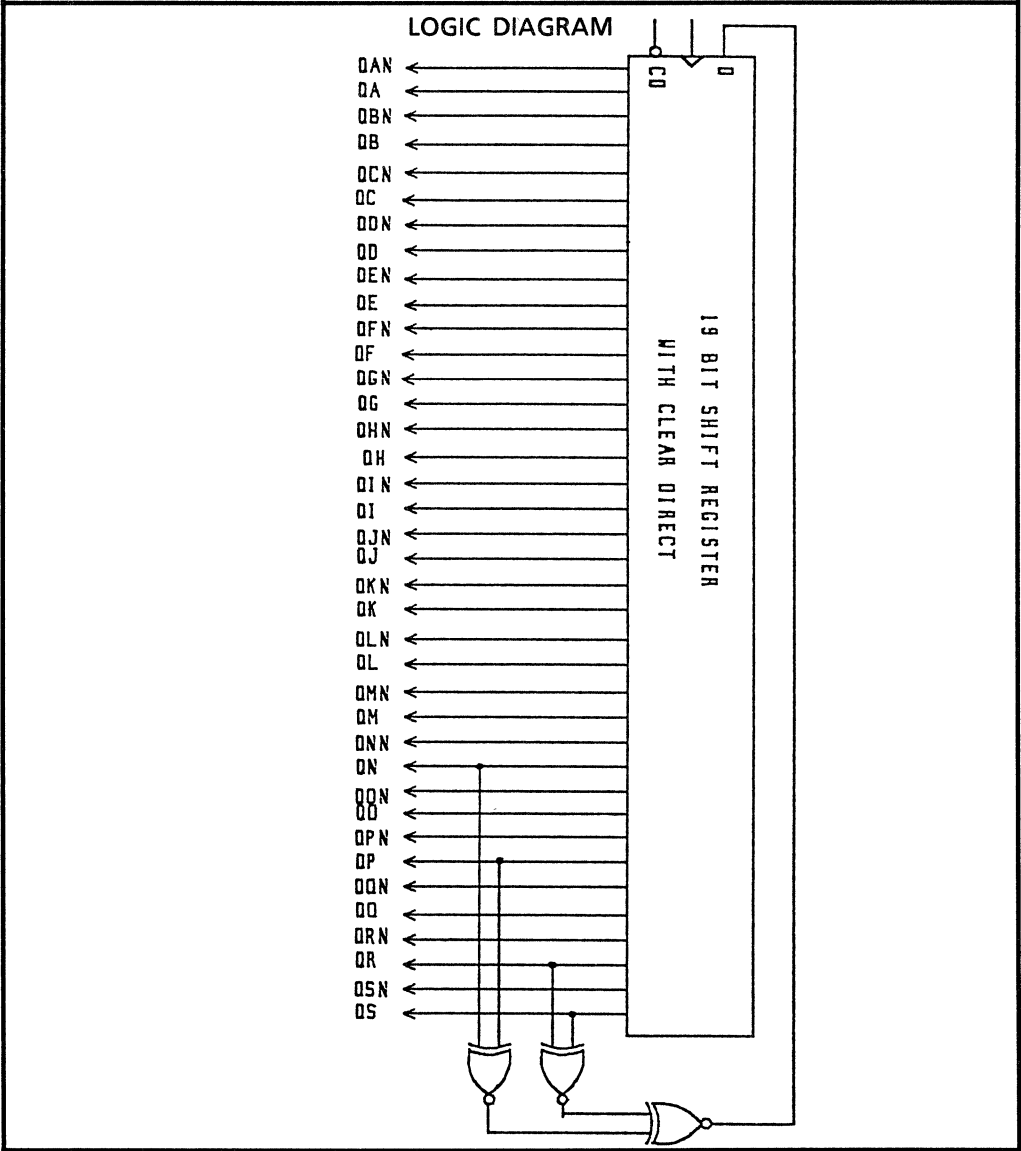 LOGIC DIAGRAM
QAN
QA
QBN
QB
QCN
QC
QDN
QD
QEN
QE
QFN
QF
QGN
QG
QHN
QH
QIN
QI
QJN
QJ
QKN
QK
QLN
QL
QMN
QM
QNN
QN
QON
QO
QPN
QP
QQN
QQ
QRN
QR
QSN
QS
CD
D
19 BIT SHIFT REGISTER
WITH CLEAR DIRECT